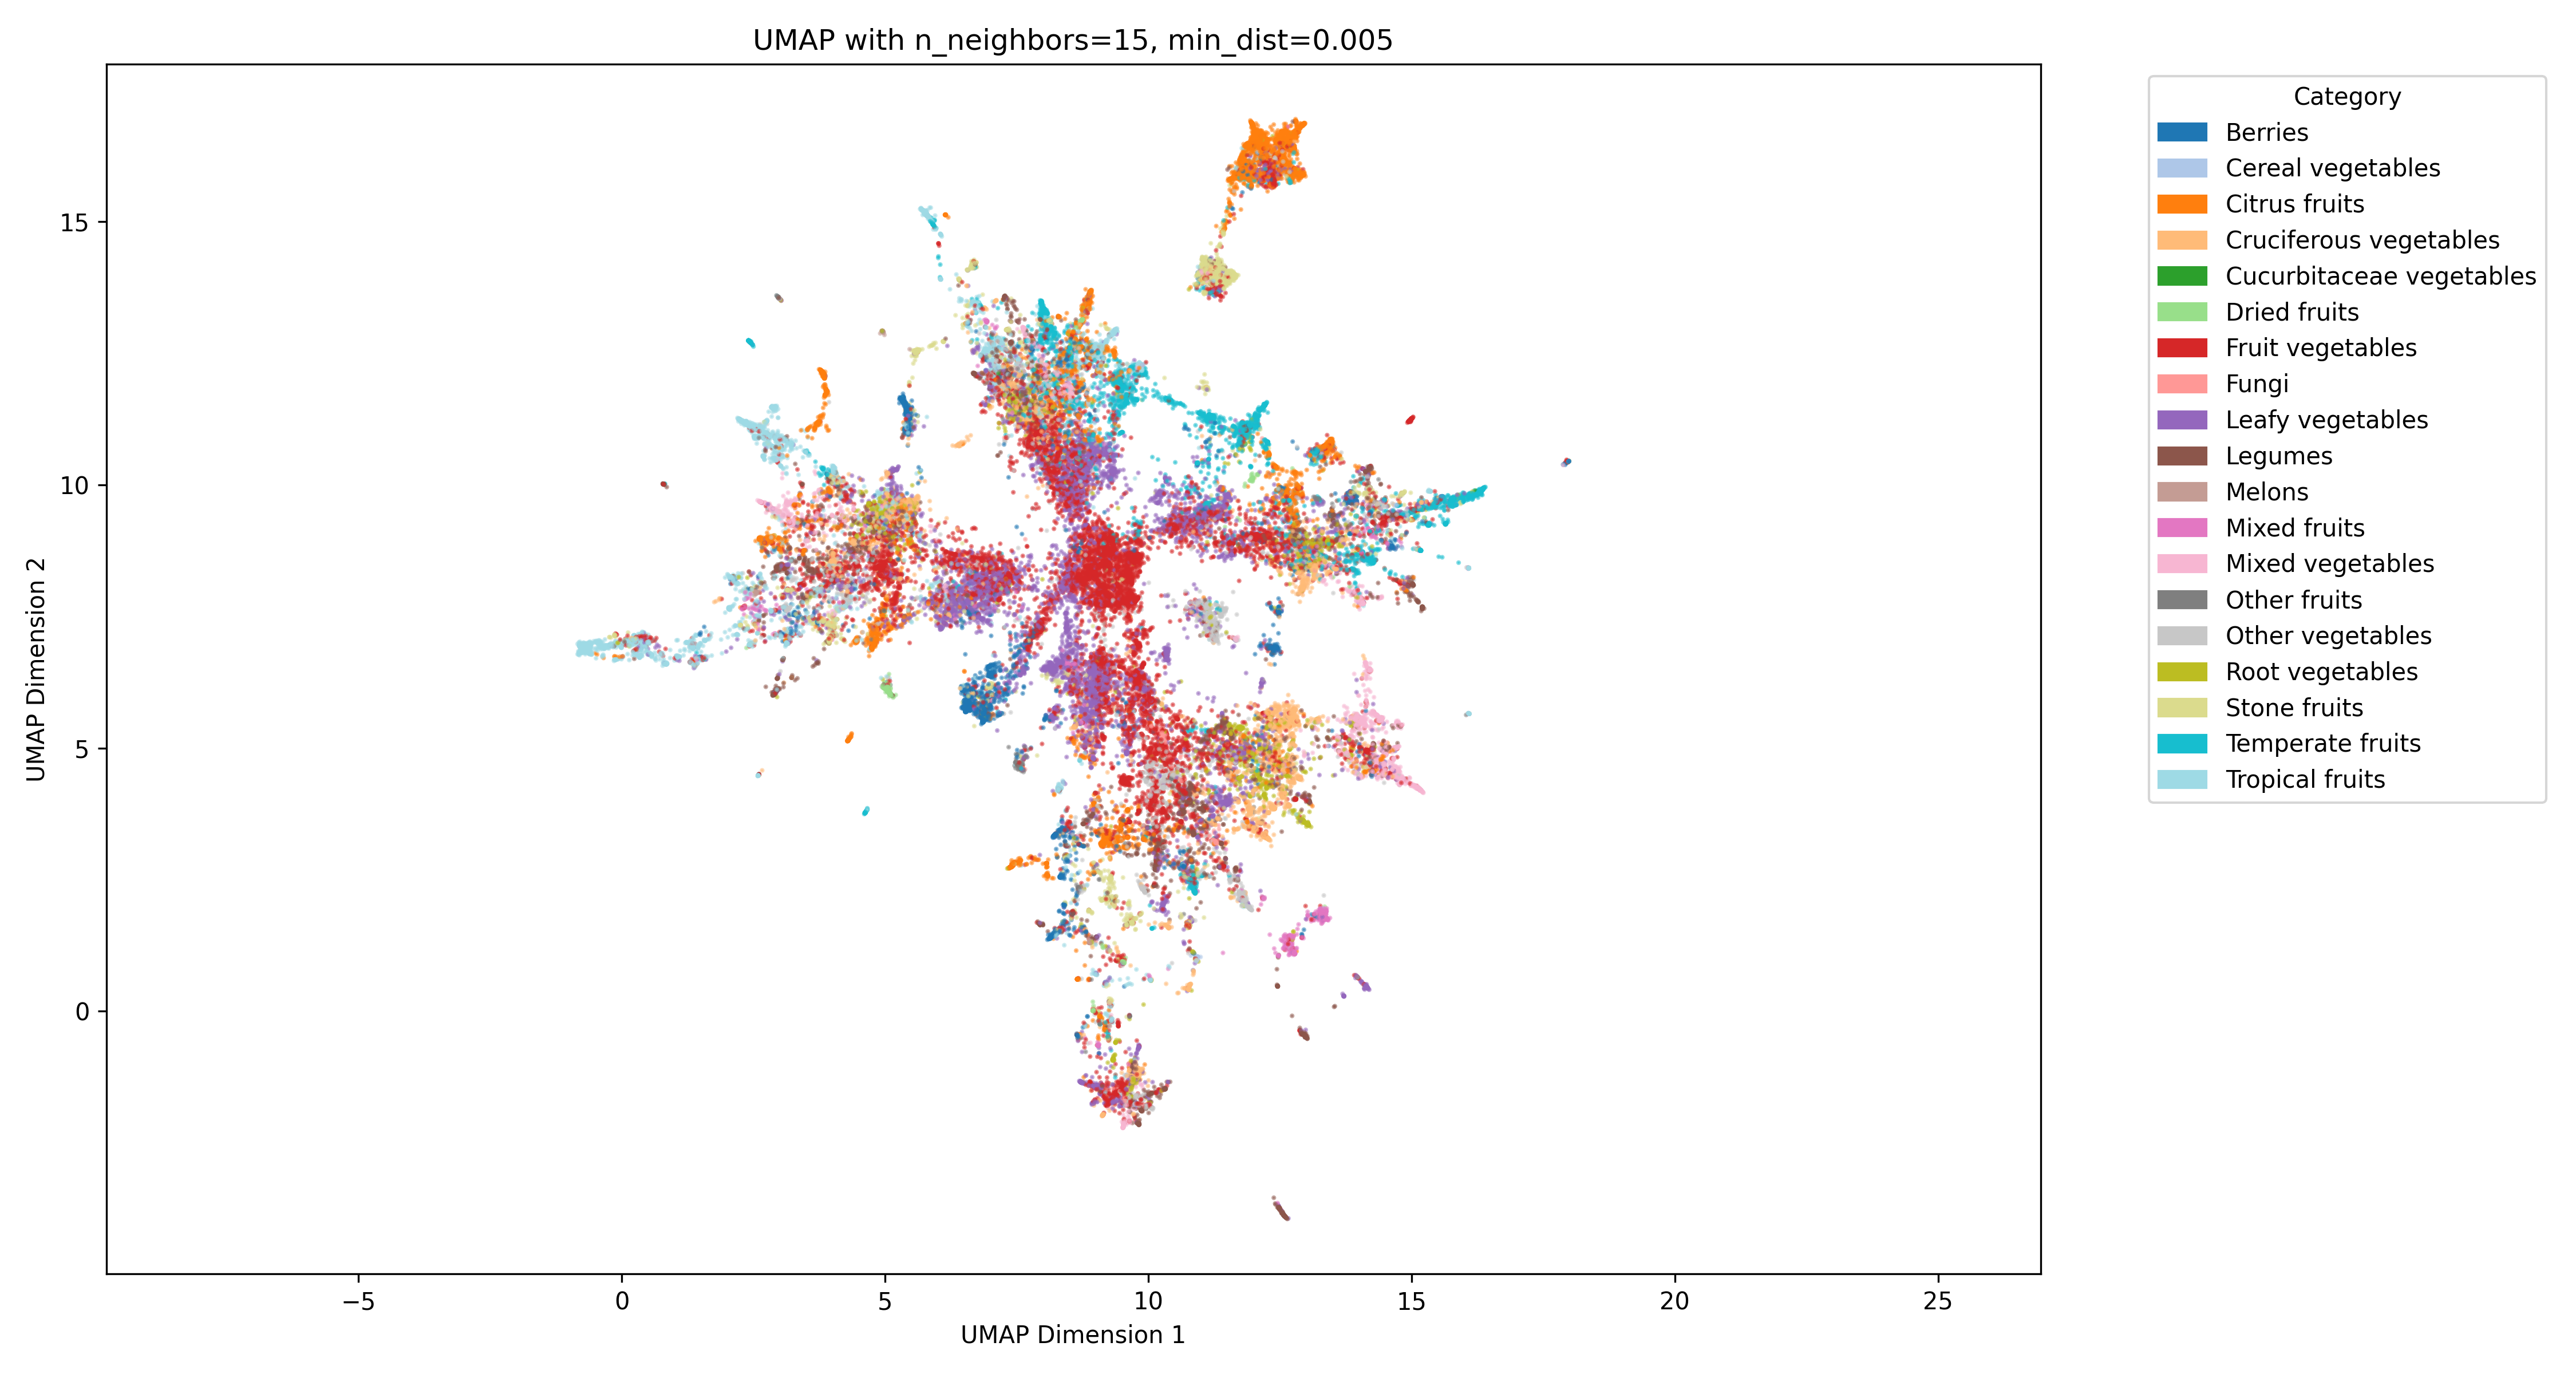 UMAP with n_neighbors=15, min_dist=0.005
UMAP Dimension 2
15
10
5
0
−5
0
5
10
15
20
25
UMAP Dimension 1
Category
Berries
Cereal vegetables
Citrus fruits
Cruciferous vegetables
Cucurbitaceae vegetables
Dried fruits
Fruit vegetables
Fungi
Leafy vegetables
Legumes
Melons
Mixed fruits
Mixed vegetables
Other fruits
Other vegetables
Root vegetables
Stone fruits
Temperate fruits
Tropical fruits